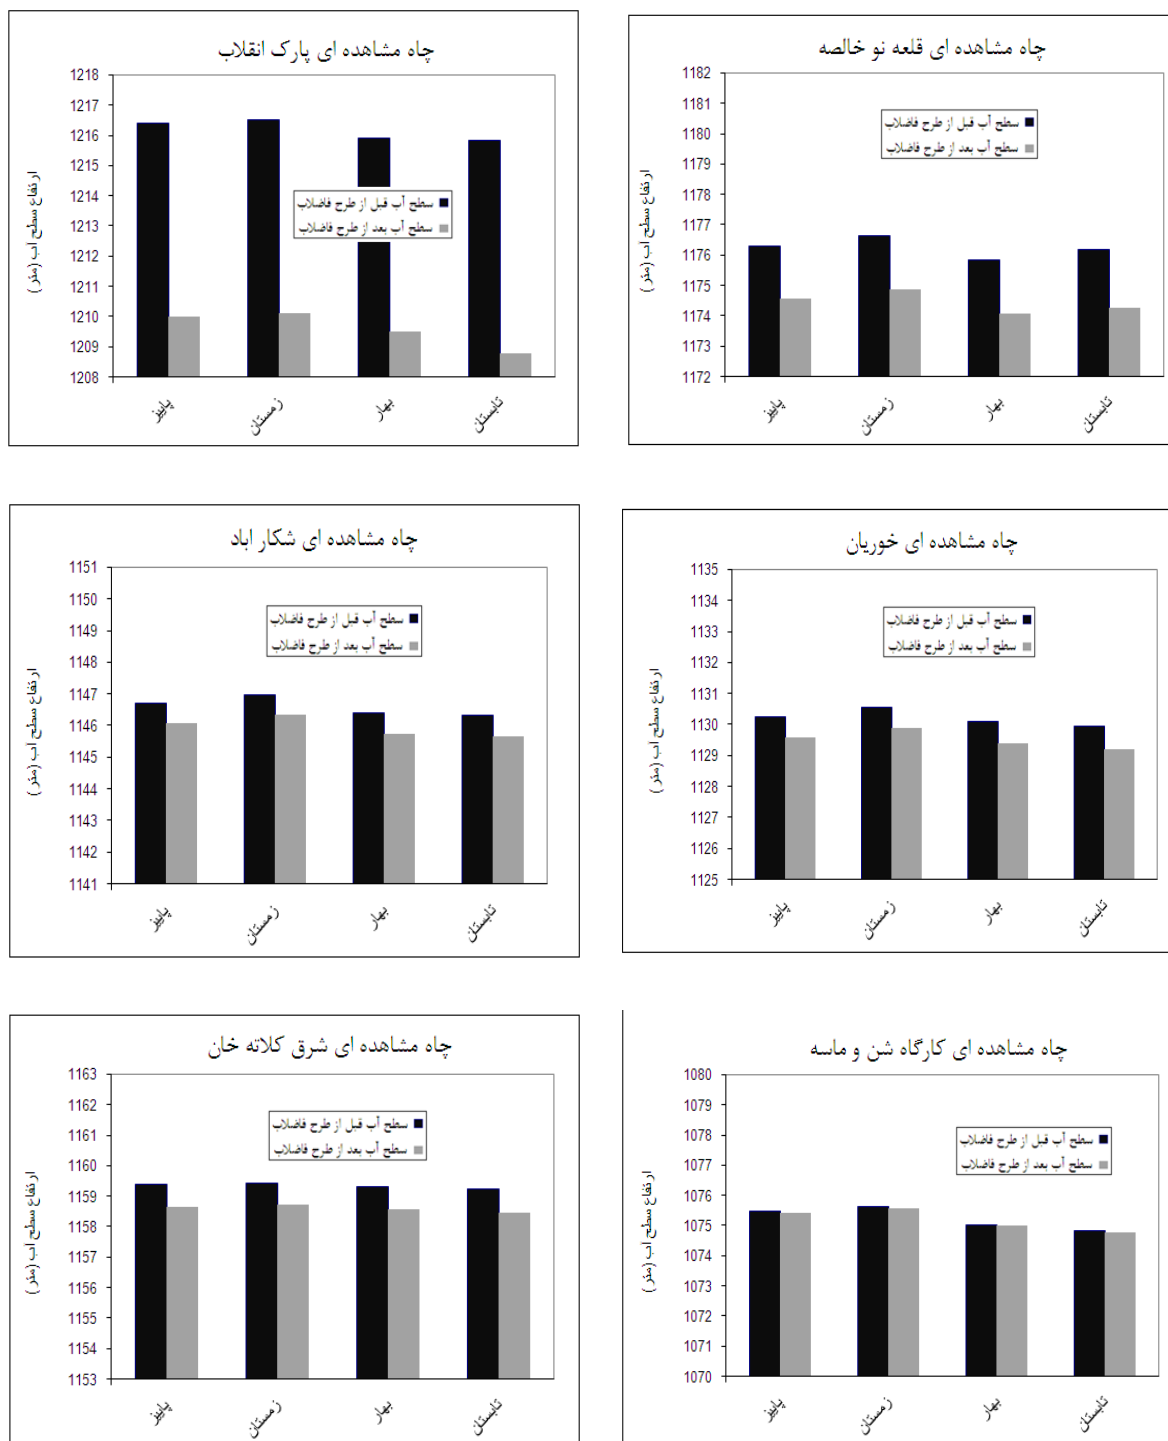 چاه مشاهده ای پارک انقلاب
1218
1217
1216
1215
1214
1213
1212
1211
1210
1209
1208
ارتفاع سطح اب (متر)
سطح آب قبل از طرح فاضلاب
سطح آب بعد از طرح فاضلاب
پاییز
زمستان
بهار
تابستان
چاه مشاهده ای قلعه نو خالصه
1182
1181
1180
1179
1178
1177
1176
1175
1174
1173
1172
ارتفاع سطح اب (متر)
سطح آب قبل از طرح فاضلاب
سطح آب بعد از طرح فاضلاب
پاییز
زمستان
بهار
تابستان
چاه مشاهده ای شکار اباد
1151
1150
1149
1148
1147
1146
1145
1144
1143
1142
1141
ارتفاع سطح اب (متر)
سطح آب قبل از طرح فاضلاب
سطح آب بعد از طرح فاضلاب
پاییز
زمستان
بهار
تابستان
چاه مشاهده ای خوریان
1135
1134
1133
1132
1131
1130
1129
1128
1127
1126
1125
ارتفاع سطح اب (متر)
سطح آب قبل از طرح فاضلاب
سطح آب بعد از طرح فاضلاب
پاییز
زمستان
بهار
تابستان
چاه مشاهده ای شرق کلاته خان
1163
1162
1161
1160
1159
1158
1157
1156
1155
1154
1153
ارتفاع سطح اب (متر)
سطح آب قبل از طرح فاضلاب
سطح آب بعد از طرح فاضلاب
پاییز
زمستان
بهار
تابستان
چاه مشاهده ای کارگاه شن و ماسه
1080
1079
1078
1077
1076
1075
1074
1073
1072
1071
1070
ارتفاع سطح اب (متر)
سطح آب قبل از طرح فاضلاب
سطح آب بعد از طرح فاضلاب
پاییز
زمستان
بهار
تابستان